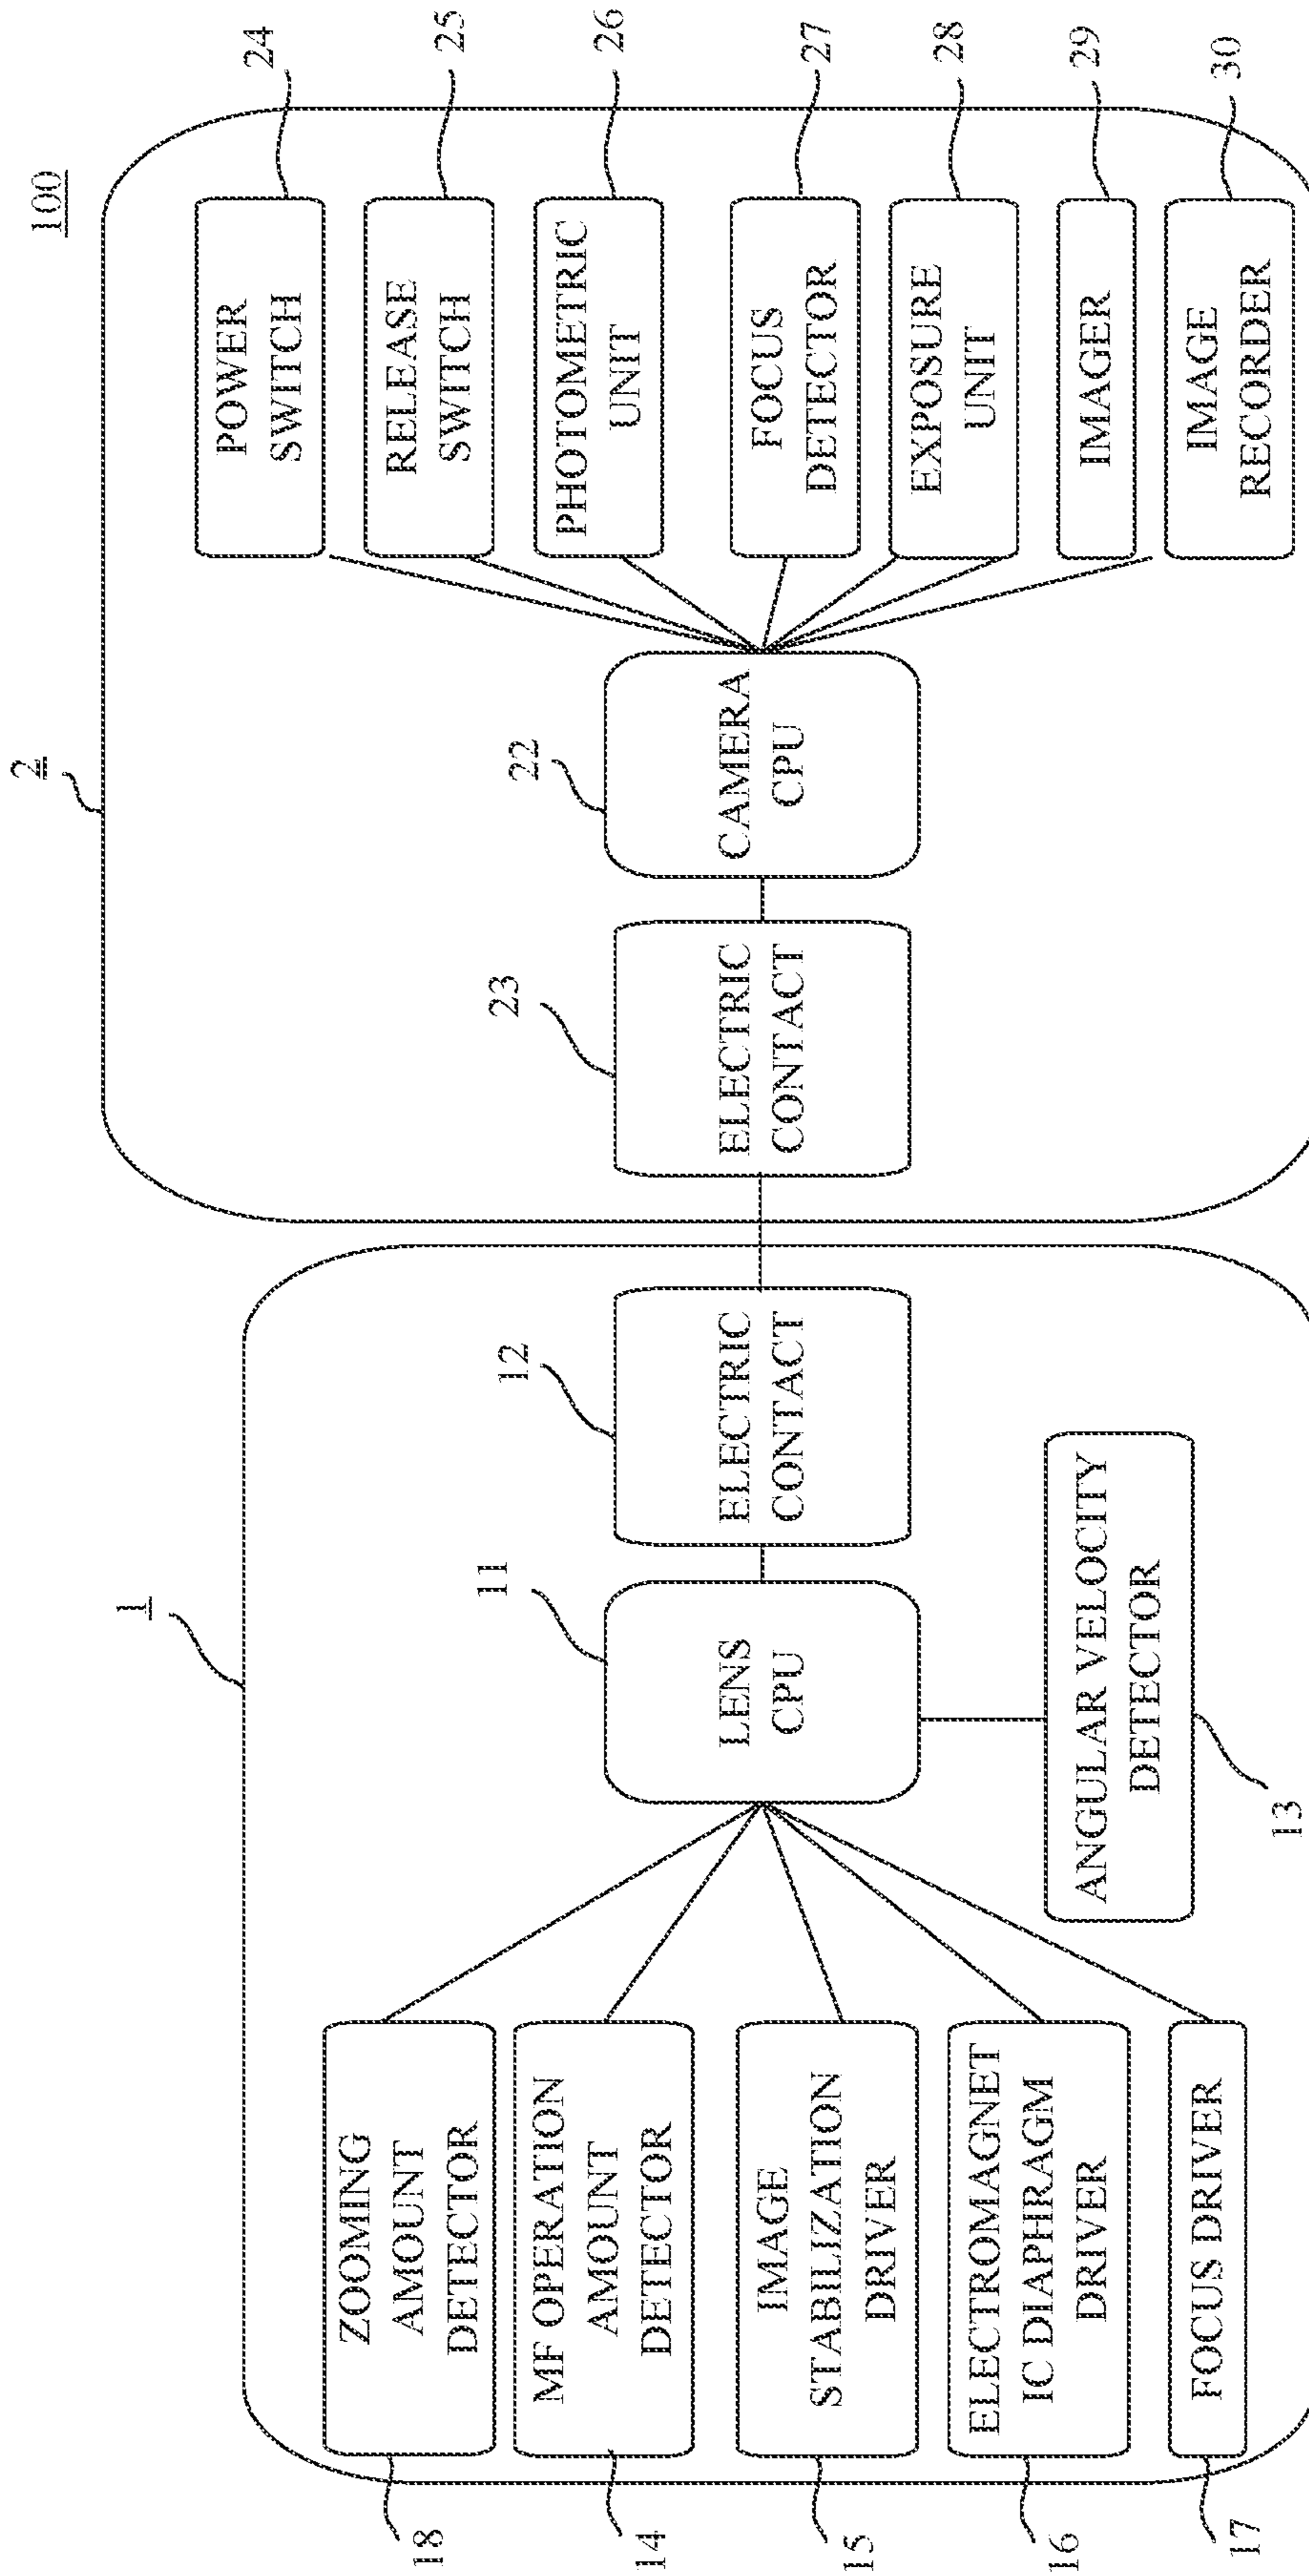 100
1
2
18
ZOOMING
AMOUNT
DETECTOR
14
MF OPERATION
AMOUNT
DETECTOR
15
IMAGE
STABILIZATION
DRIVER
16
ELECTROMAGNET
IC DIAPHRAGM
DRIVER
17
FOCUS DRIVER
11
LENS
CPU
13
ANGULAR VELOCITY
DETECTOR
12
ELECTRIC
CONTACT
23
ELECTRIC
CONTACT
22
CAMERA
CPU
24
POWER
SWITCH
25
RELEASE
SWITCH
26
PHOTOMETRIC
UNIT
27
FOCUS
DETECTOR
28
EXPOSURE
UNIT
29
IMAGER
30
IMAGE
RECORDER